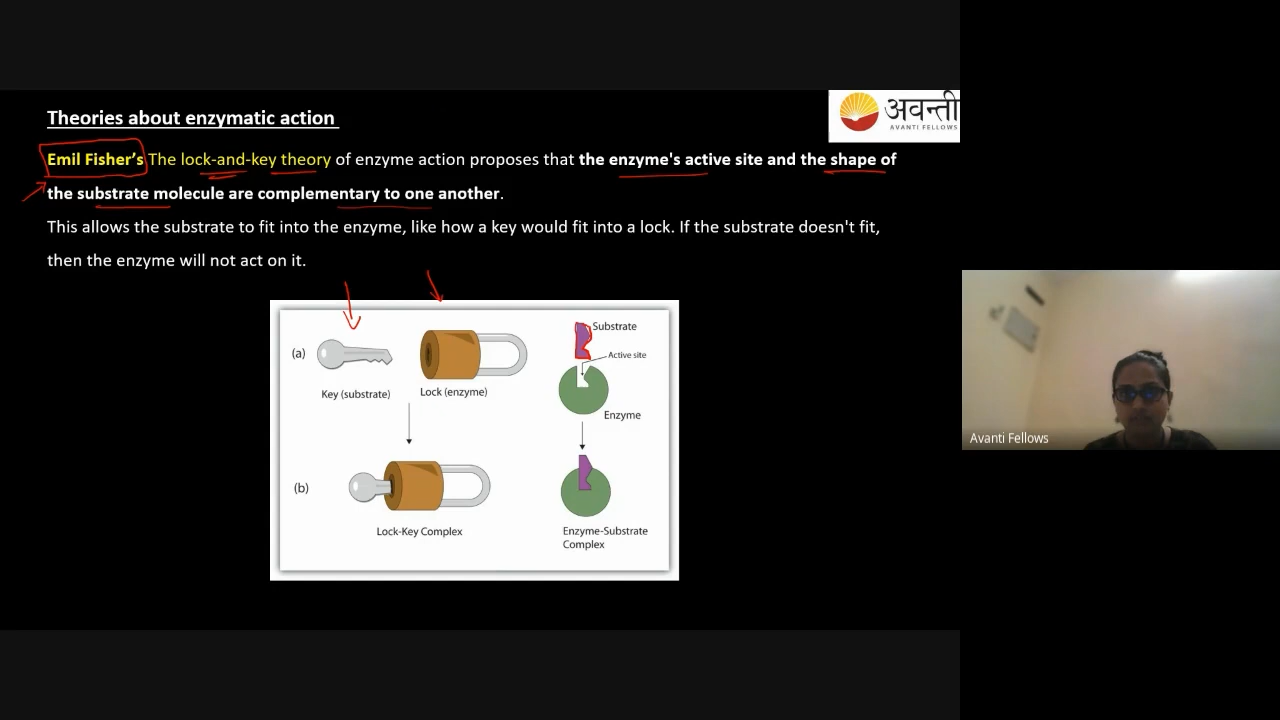 Theories about enzymatic action
अवन्ती
AVANTI FELLOWS
Emil Fisher's The lock-and-key theory of enzyme action proposes that the enzyme's active site and the shape of
the substrate molecule are complementary to one another.
This allows the substrate to fit into the enzyme, like how a key would fit into a lock. If the substrate doesn't fit,
then the enzyme will not act on it.
Substrate
(a)
Active site
Key (substrate)
Lock (enzyme)
Enzyme
(b)
Lock-Key Complex
Enzyme-Substrate
Complex
Avanti Fellows